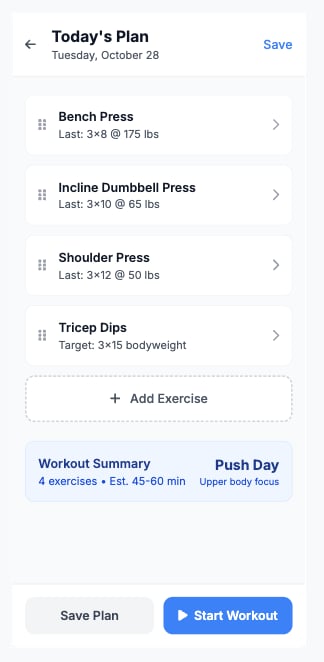 Today's Plan
Save
Tuesday, October 28
Bench Press
Last: 3×8 @ 175 lbs
Incline Dumbbell Press
Last: 3×10 @ 65 lbs
Shoulder Press
Last: 3×12 @ 50 lbs
Tricep Dips
Target: 3×15 bodyweight
+ Add Exercise
Workout Summary
Push Day
4 exercises • Est. 45-60 min
Upper body focus
Save Plan
Start Workout